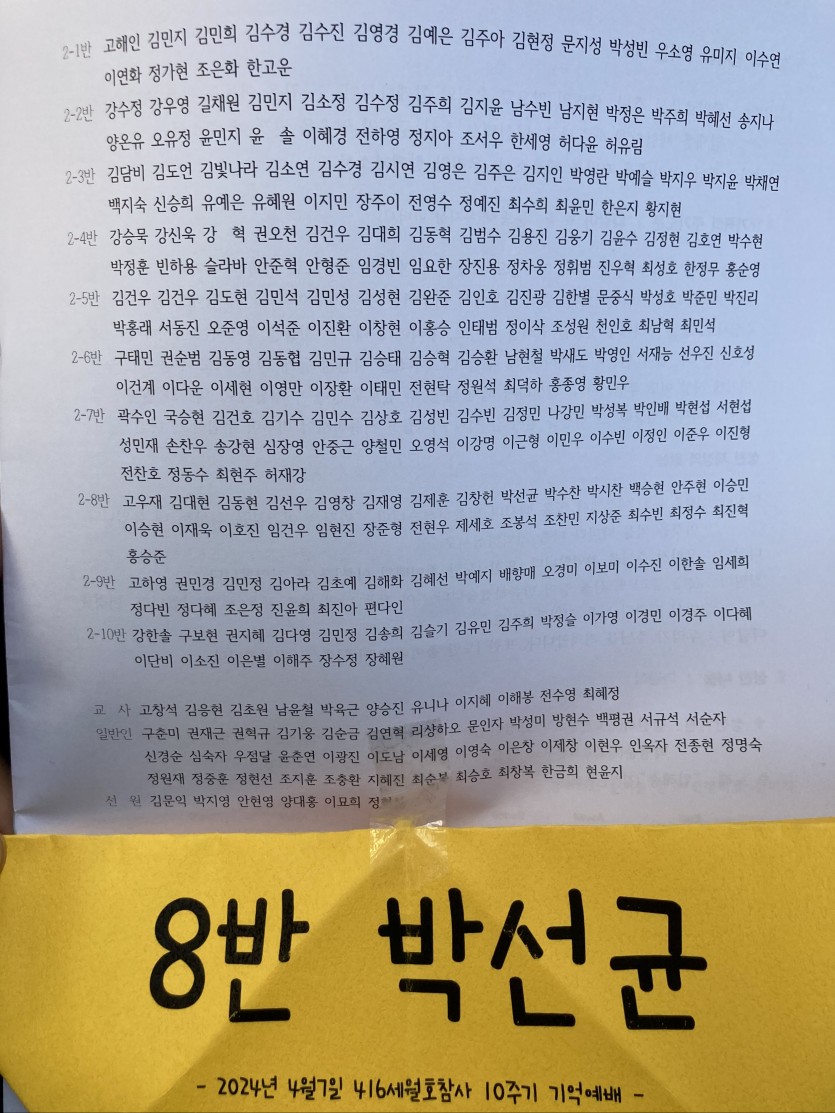 2-1반 고해인 김민지 김민희 김수경 김수진 김영경 김예은 김주아 김현정 문지성 박성빈 우소영 유미지 이수연
이연화 정가현 조은화 한고운
2-2반 강수정 강우영 길채원 김민지 김소정 김수정 김주희 김지윤 남수빈 남지현 박정은 박주희 박혜선 송지나
양온유 오유정 윤민지 윤 솔 이혜경 전하영 정지아 조서우 한세영 허다윤 허유림
2-3반 김담비 김도언 김빛나라 김소연 김수경 김시연 김영은 김주은 김지인 박영란 박예슬 박지우 박지윤 박채연
백지숙 신승희 유예은 유혜원 이지민 장주이 전영수 정예진 최수희 최윤민 한은지 황지현
2-4반 강승묵 강신욱 강 혁 권오천 김건우 김대희 김동혁 김범수 김용진 김웅기 김윤수 김정현 김호연 박수현
박정훈 빈하용 슬라바 안준혁 안형준 임경빈 임요한 장진용 정차웅 정휘범 진우혁 최성호 한정무 홍순영
2-5반 김건우 김건우 김도현 김민석 김민성 김성현 김완준 김인호 김진광 김한별 문중식 박성호 박준민 박진리
박홍래 서동진 오준영 이석준 이진환 이창현 이홍승 인태범 정이삭 조성원 천인호 최남혁 최민석
2-6반 구태민 권순범 김동영 김동협 김민규 김승태 김승혁 김승환 남현철 박새도 박영인 서재능 선우진 신호성
이건계 이다운 이세현 이영만 이장환 이태민 전현탁 정원석 최덕하 홍종영 황민우
2-7반 곽수인 국승현 김건호 김기수 김민수 김상호 김성빈 김수빈 김정민 나강민 박성복 박인배 박현섭 서현섭
성민재 손찬우 송강현 심장영 안중근 양철민 오영석 이강명 이근형 이민우 이수빈 이정인 이준우 이진형
전찬호 정동수 최현주 허재강
2-8반 고우재 김대현 김동현 김선우 김영창 김재영 김제훈 김창헌 박선균 박수찬 박시찬 백승현 안주현 이승민
이승현 이재욱 이호진 임건우 임현진 장준형 전현우 제세호 조봉석 조찬민 지상준 최수빈 최정수 최진혁
홍승준
2-9반 고하영 권민경 김민정 김아라 김초예 김해화 김혜선 박예지 배향매 오경미 이보미 이수진 이한솔 임세희
정다빈 정다혜 조은정 진윤희 최진아 편다인
2-10반 강한솔 구보현 권지혜 김다영 김민정 김송희 김슬기 김유민 김주희 박정슬 이가영 이경민 이경주 이다혜
이단비 이소진 이은별 이해주 장수정 장혜원
교 사 고창석 김응현 김초원 남윤철 박육근 양승진 유니나 이지혜 이해봉 전수영 최혜정
일반인 구춘미 권재근 권혁규 김기웅 김순금 김연혁 리샹하오 문인자 박성미 방현수 백평권 서규석 서순자
신경순 심숙자 우점달 윤춘연 이광진 이도남 이세영 이영숙 이은창 이제창 이현우 인옥자 전종현 정명숙
정원재 정중훈 정현선 조지훈 조충환 지혜진 최순복 최승호 최창복 한금희 현윤지
선 원 김문익 박지영 안현영 양대홍 이묘희
8반 박선균
- 2024년 4월7일 416세월호참사 10주기 기억예배 -